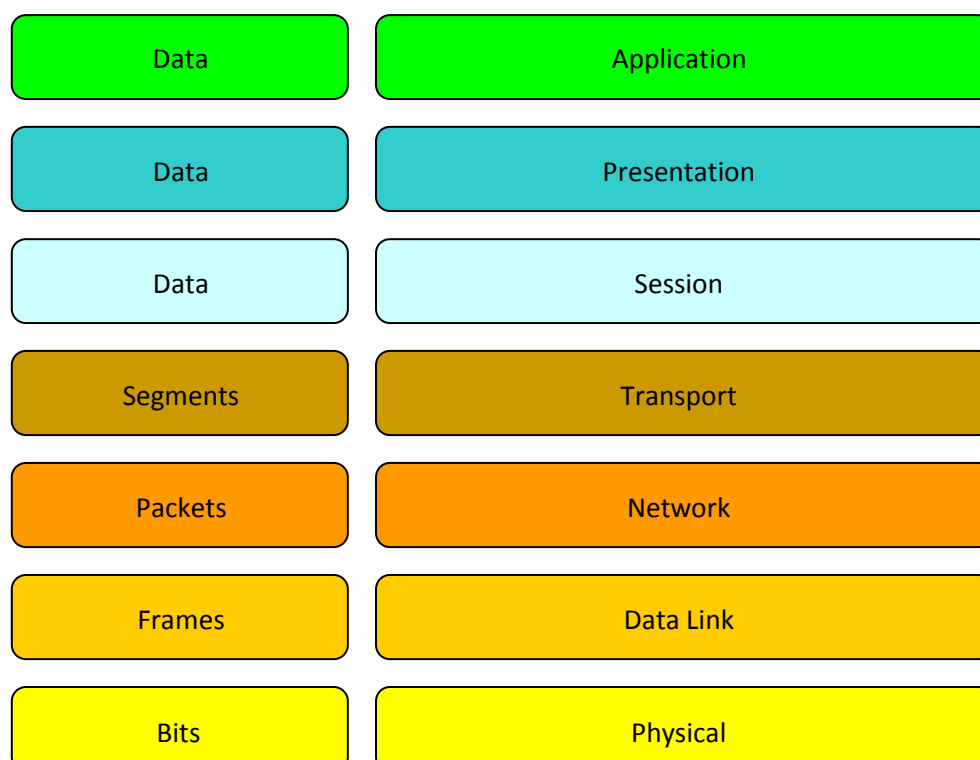 Data Application
Data Presentation
Data Session
Segments Transport
Packets Network
Frames Data Link
Bits Physical